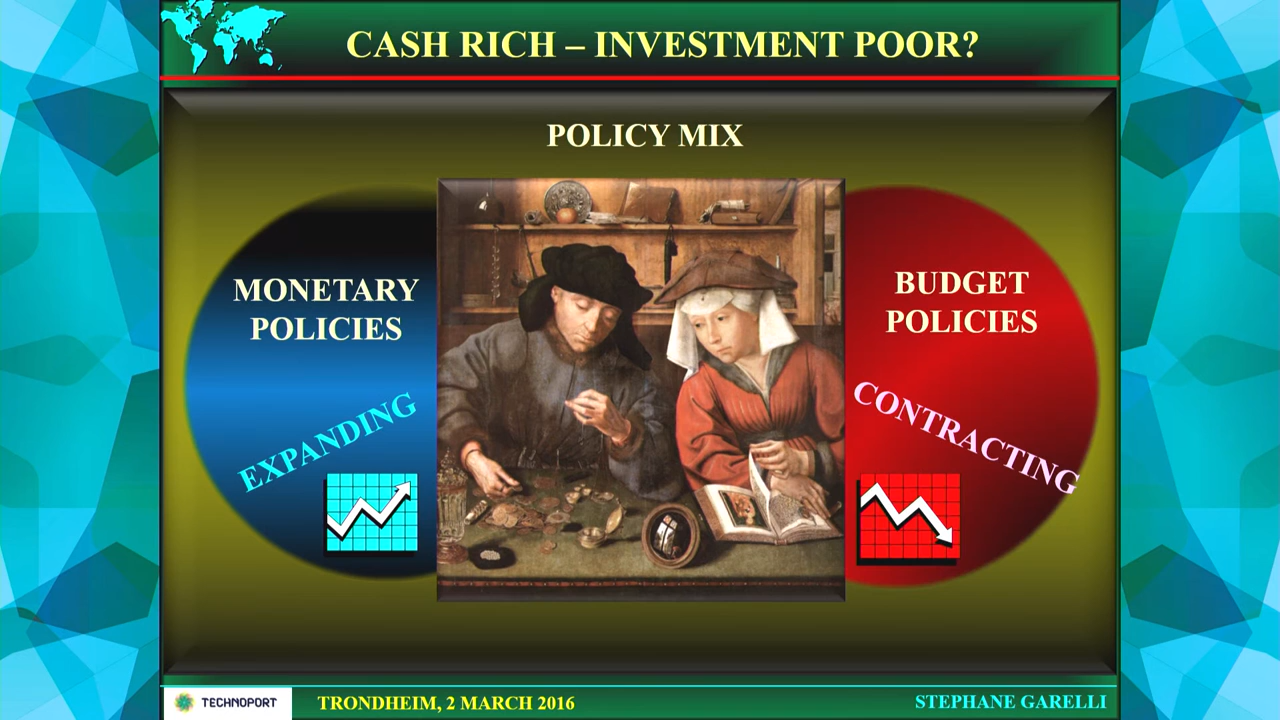 CASH RICH – INVESTMENT POOR?
POLICY MIX
MONETARY
POLICIES
EXPANDING
BUDGET
POLICIES
CONTRACTING
TECHNOPORT
TRONDHEIM, 2 MARCH 2016
STEPHANE GARELLI